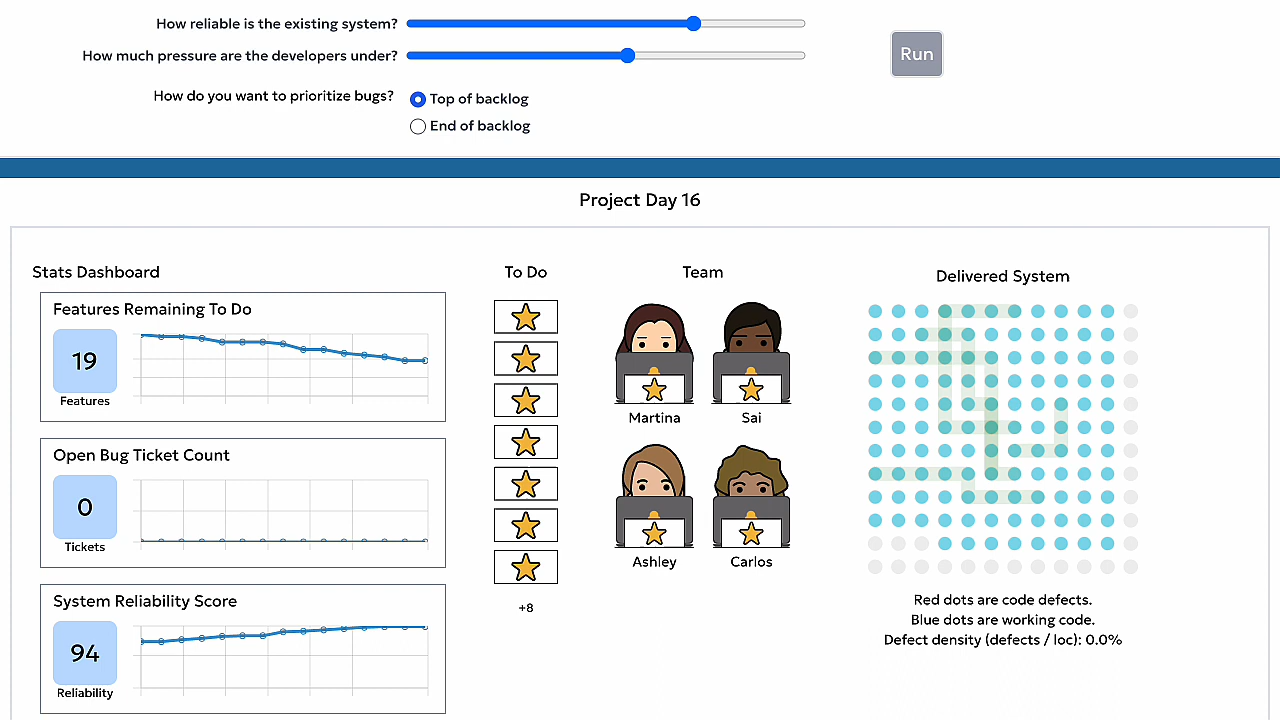 How reliable is the existing system?
How much pressure are the developers under?
Run
How do you want to prioritize bugs?
Top of backlog
End of backlog
Project Day 16
Stats Dashboard
Features Remaining To Do
19
Features
Open Bug Ticket Count
0
Tickets
System Reliability Score
94
Reliability
To Do
+8
Team
Martina
Sai
Ashley
Carlos
Delivered System
Red dots are code defects.
Blue dots are working code.
Defect density (defects / loc): 0.0%